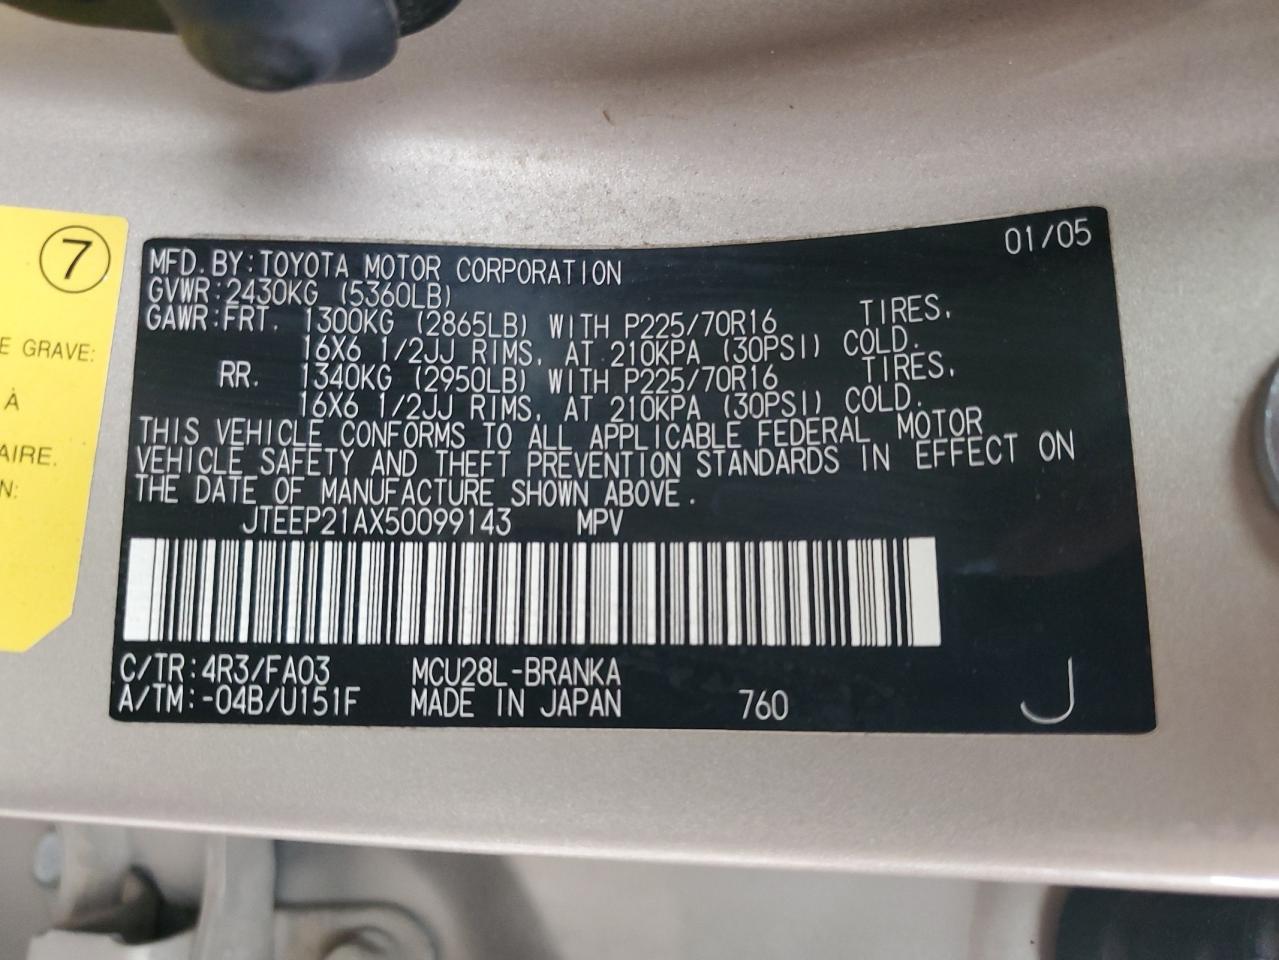 7
E GRAVE:
À
AIRE.
N:
01/05
MFD. BY: TOYOTA MOTOR CORPORATION
GVWR: 2430KG (5360LB)
GAWR: FRT. 1300KG (2865LB) WITH P225/70R16 TIRES,
16X6 1/2JJ RIMS, AT 210KPA (30PSI) COLD.
RR. 1340KG (2950LB) WITH P225/70R16 TIRES,
16X6 1/2JJ RIMS, AT 210KPA (30PSI) COLD.
THIS VEHICLE CONFORMS TO ALL APPLICABLE FEDERAL MOTOR
VEHICLE SAFETY AND THEFT PREVENTION STANDARDS IN EFFECT ON
THE DATE OF MANUFACTURE SHOWN ABOVE.
JTEEP21AX50099143 MPV
C/TR: 4R3/FA03 MCU28L-BRANKA
A/TM: -04B/U151F MADE IN JAPAN 760 J